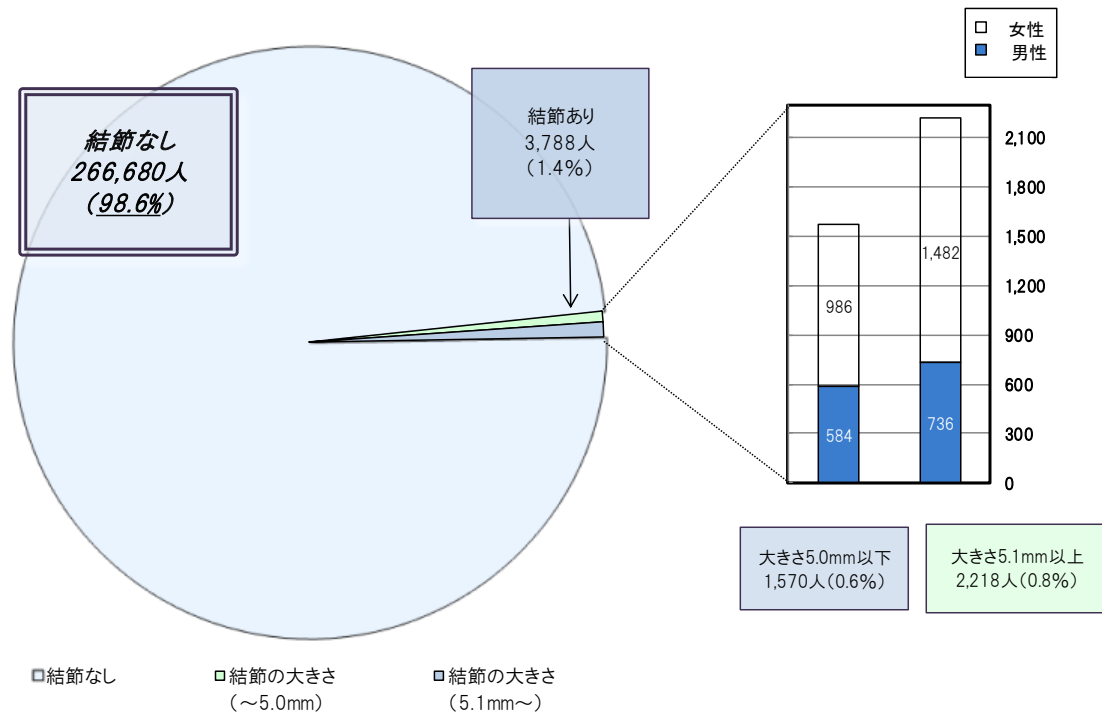 女性
男性
結節なし
266,680人
(98.6%)
結節あり
3,788人
(1.4%)
2,100
1,800
1,500
1,200
900
600
300
0
1,482
986
736
584
大きさ5.0mm以下
1,570人(0.6%)
大きさ5.1mm以上
2,218人(0.8%)
結節なし
結節の大きさ
(～5.0mm)
結節の大きさ
(5.1mm～)